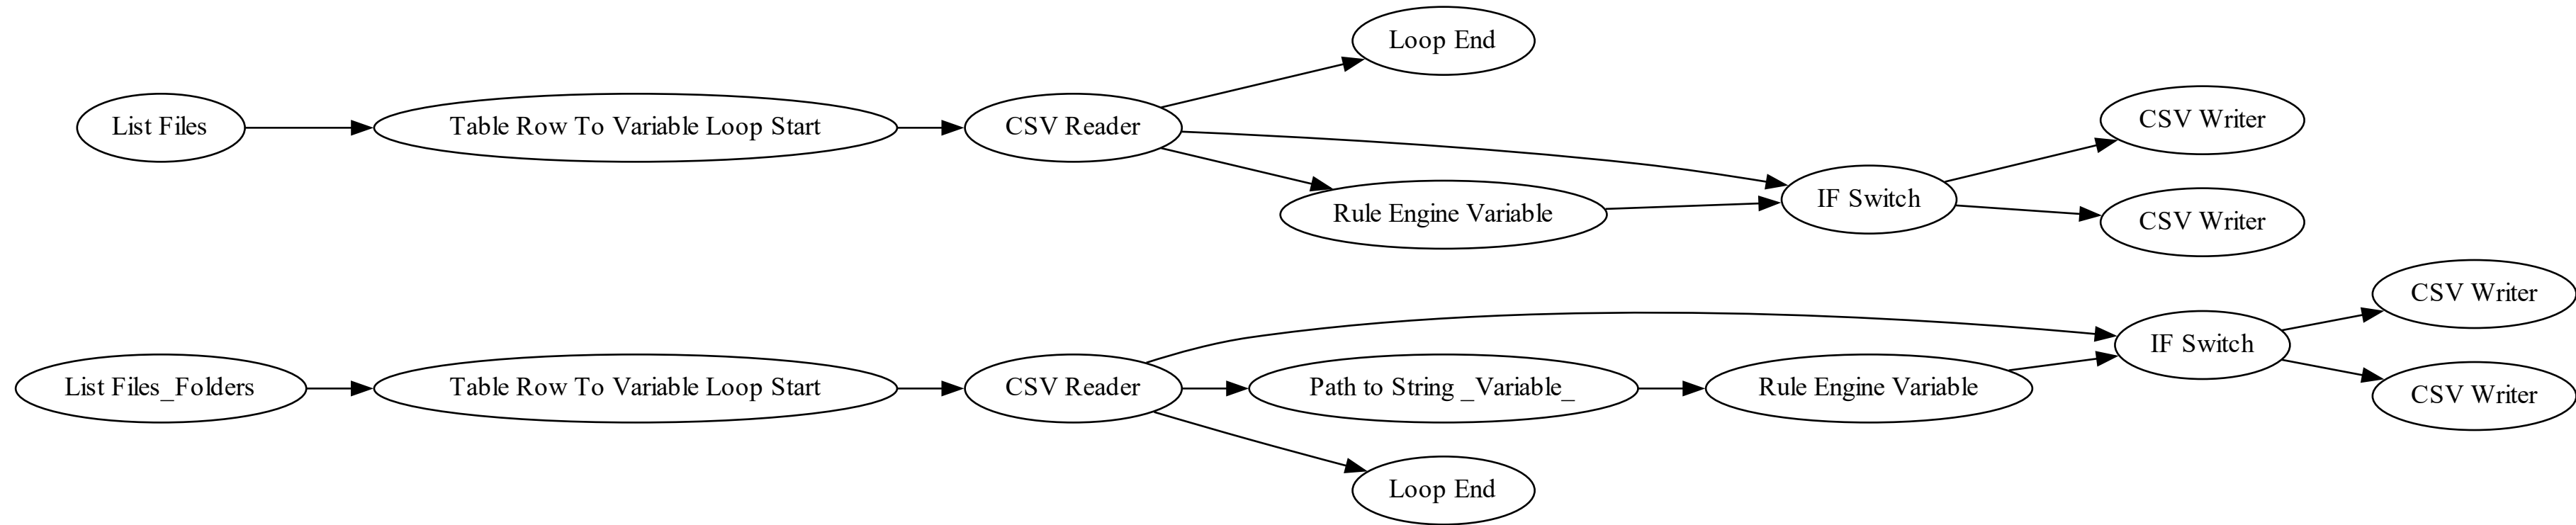 Loop End
List Files
Table Row To Variable Loop Start
CSV Reader
Rule Engine Variable
IF Switch
CSV Writer
CSV Writer
List Files_Folders
Table Row To Variable Loop Start
CSV Reader
Path to String _Variable_
Rule Engine Variable
IF Switch
CSV Writer
CSV Writer
Loop End